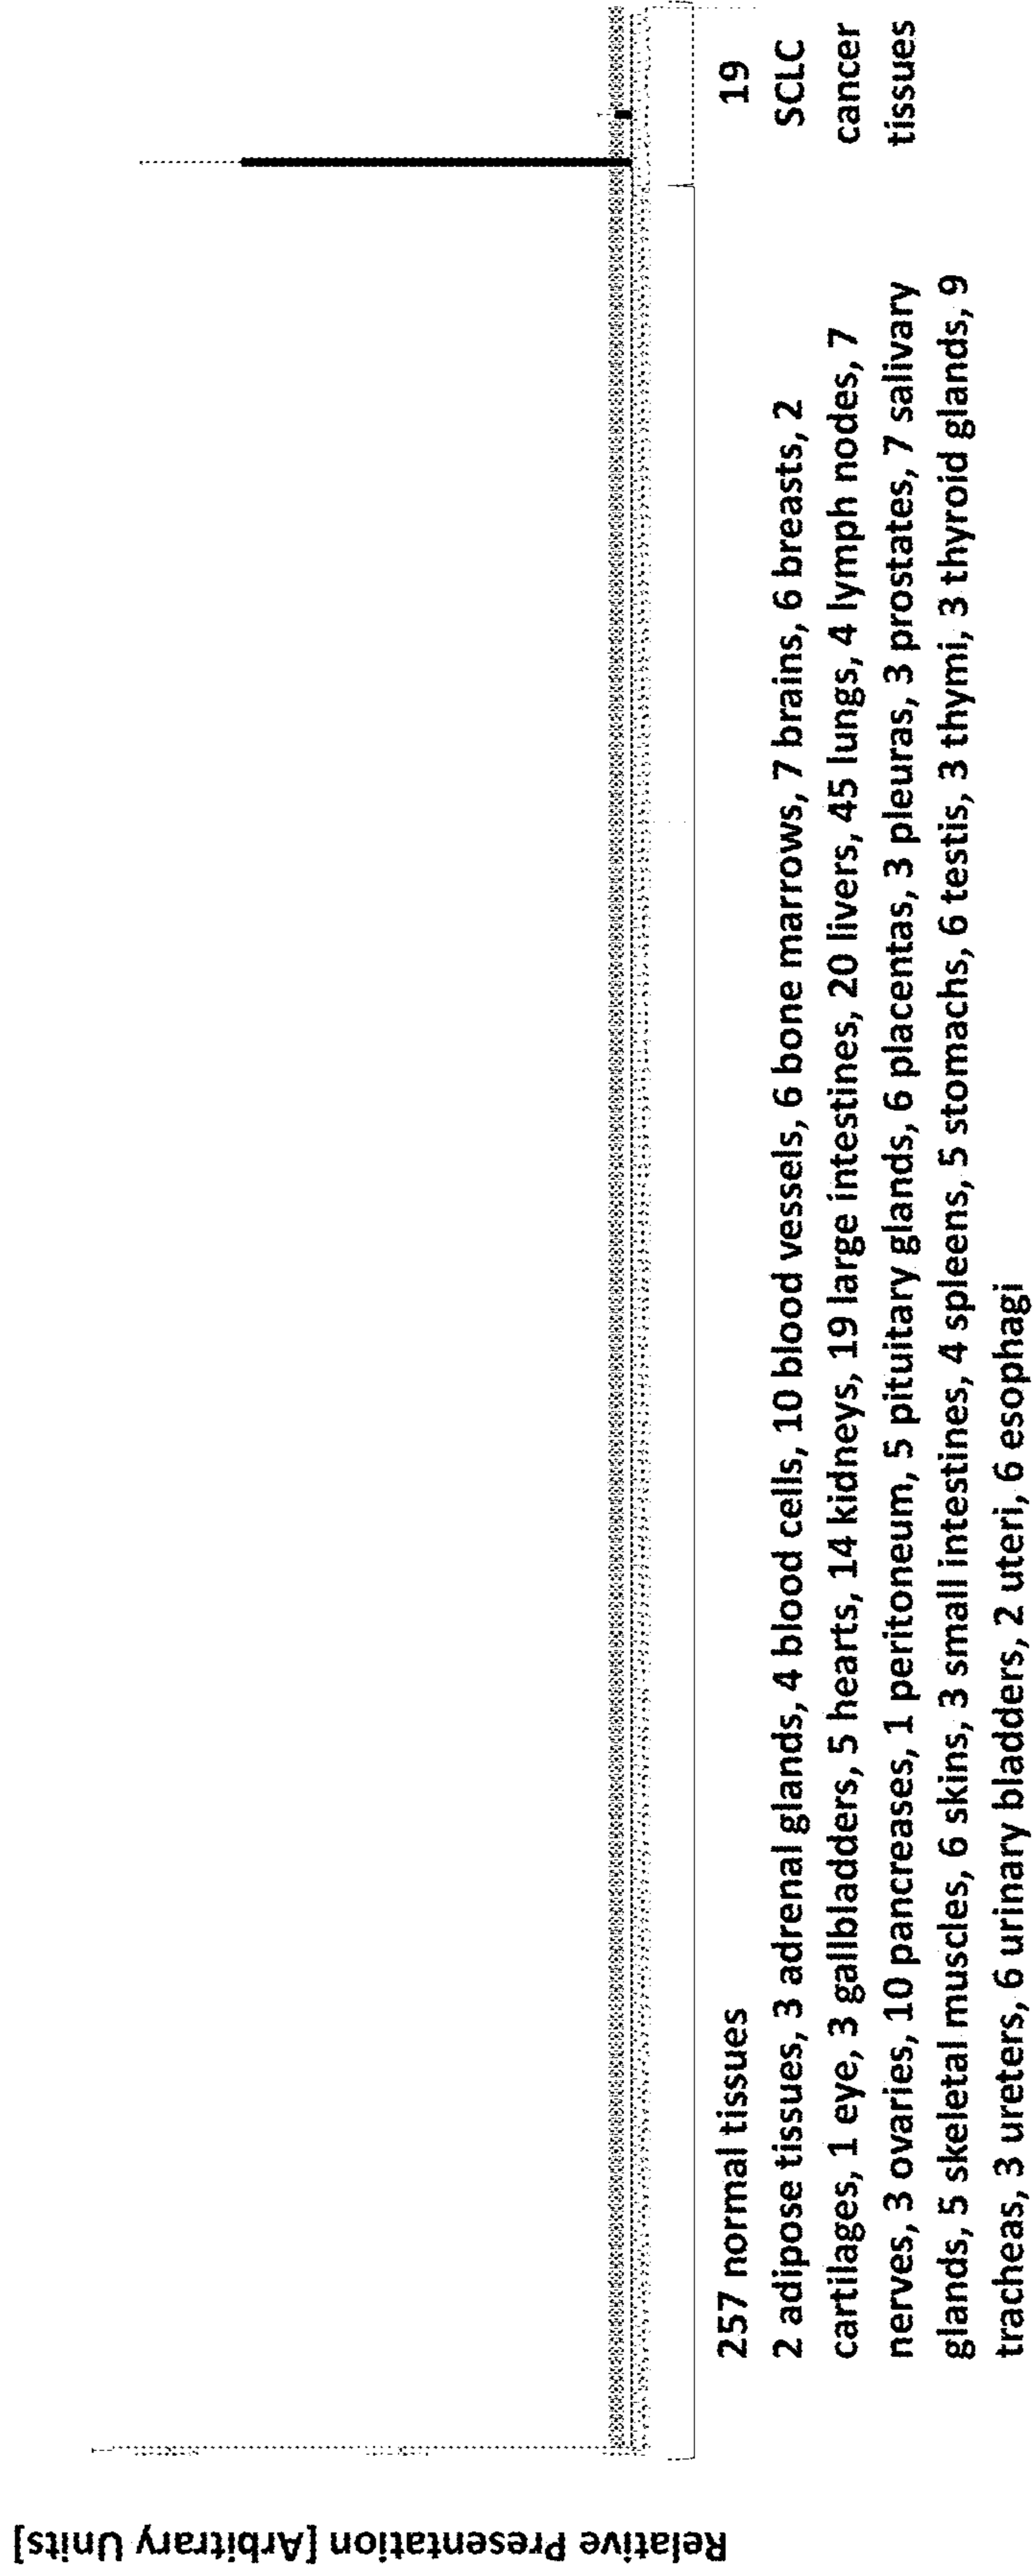 Relative Presentation [Arbitrary Units]
257 normal tissues
2 adipose tissues, 3 adrenal glands, 4 blood cells, 10 blood vessels, 6 bone marrows, 7 brains, 6 breasts, 2
cartilages, 1 eye, 3 gallbladders, 5 hearts, 14 kidneys, 19 large intestines, 20 livers, 45 lungs, 4 lymph nodes, 7
nerves, 3 ovaries, 10 pancreases, 1 peritoneum, 5 pituitary glands, 6 placentas, 3 pleuras, 3 prostates, 7 salivary
glands, 5 skeletal muscles, 6 skins, 3 small intestines, 4 spleens, 5 stomachs, 6 testis, 3 thymi, 3 thyroid glands, 9
tracheas, 3 ureters, 6 urinary bladders, 2 uteri, 6 esophagi
19
SCLC
cancer
tissues